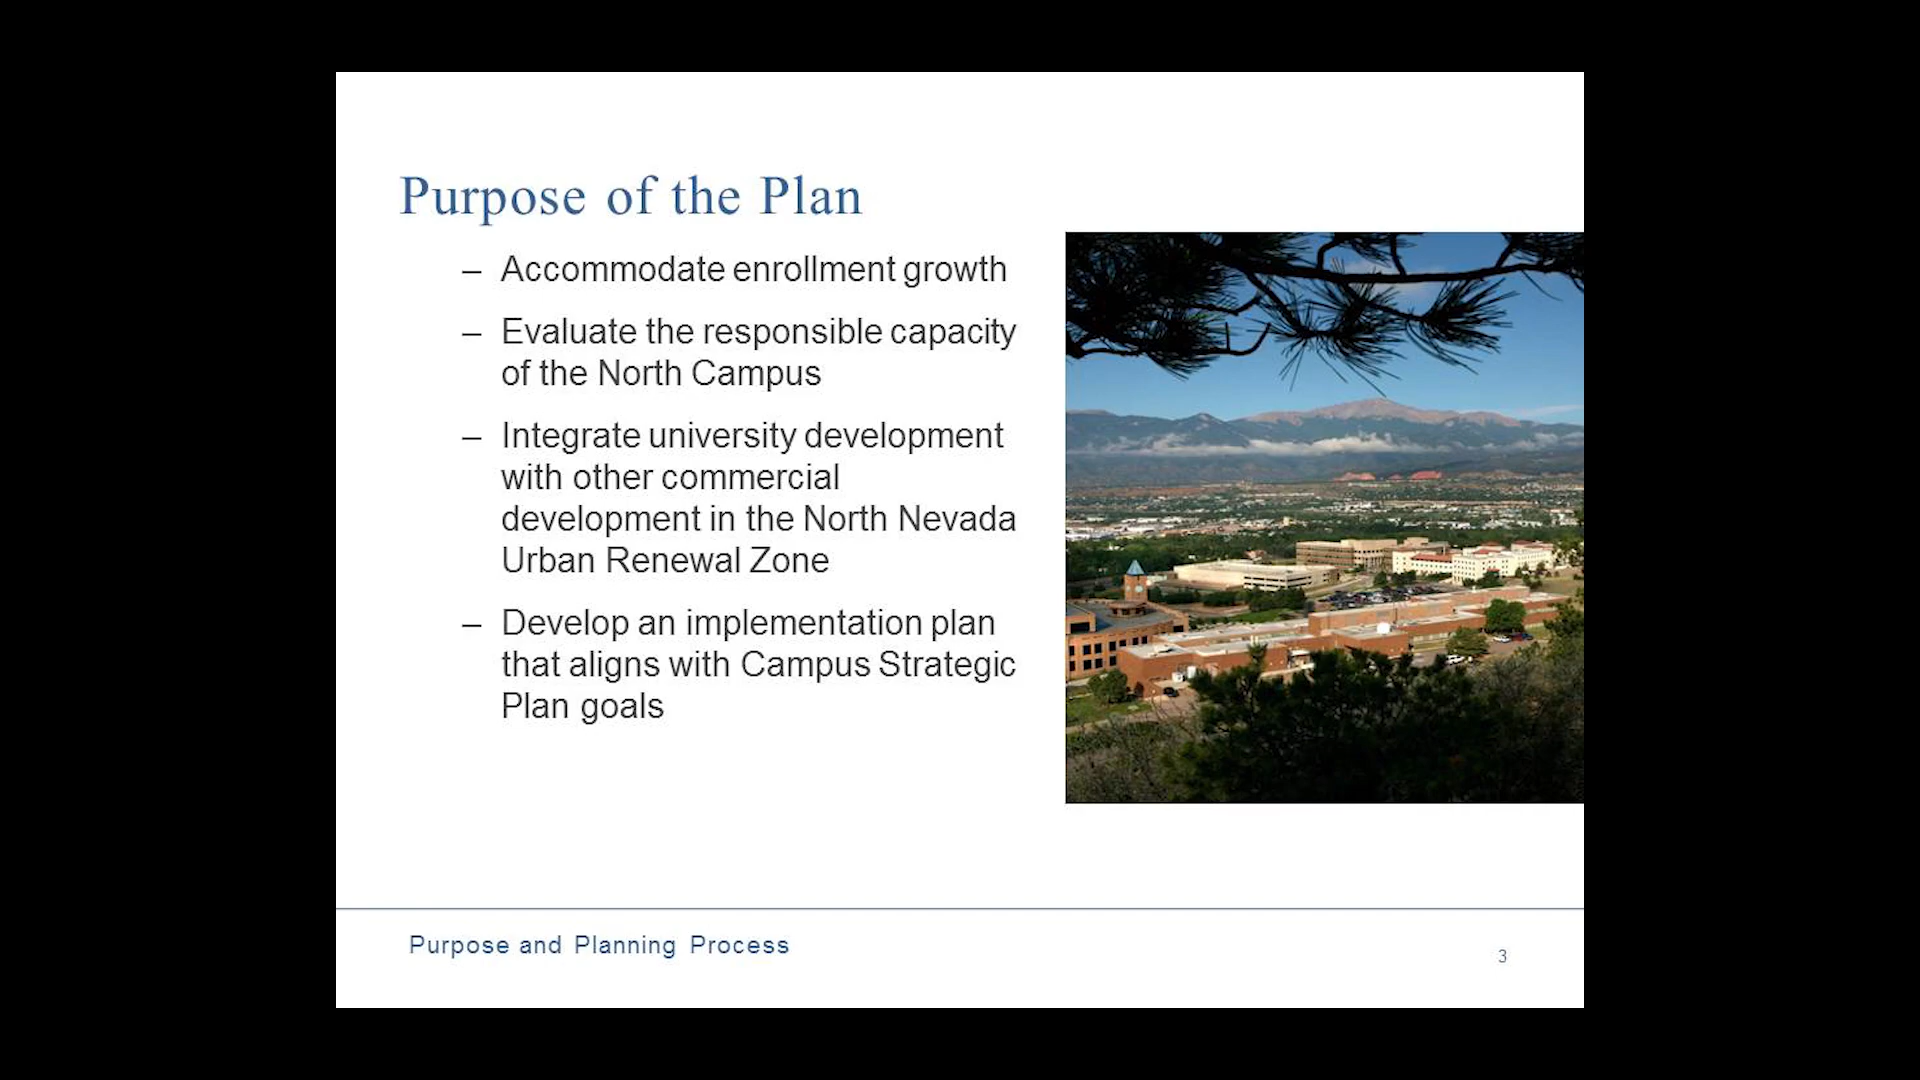 Purpose of the Plan
– Accommodate enrollment growth
– Evaluate the responsible capacity
of the North Campus
– Integrate university development
with other commercial
development in the North Nevada
Urban Renewal Zone
– Develop an implementation plan
that aligns with Campus Strategic
Plan goals
Purpose and Planning Process
3